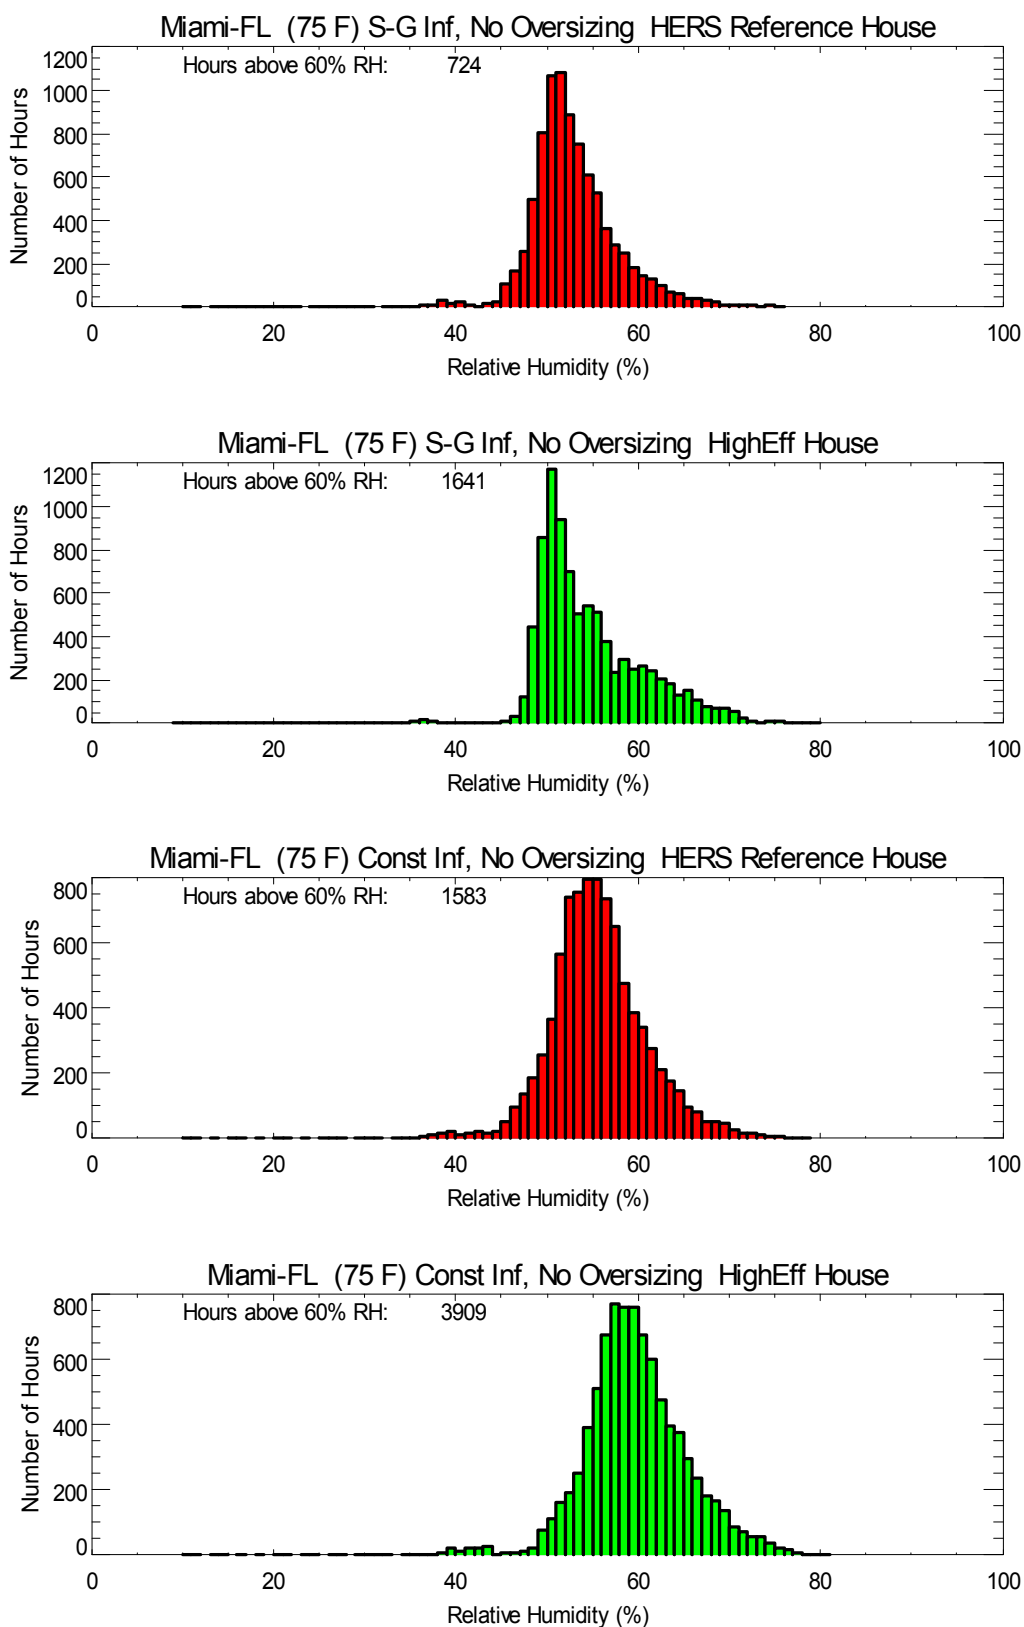 Miami-FL (75 F) S-G Inf, No Oversizing HERS Reference House
Hours above 60% RH: 724
1200
1000
800
600
400
200
0
Number of Hours
0 20 40 60 80 100
Relative Humidity (%)
Miami-FL (75 F) S-G Inf, No Oversizing HighEff House
Hours above 60% RH: 1641
1200
1000
800
600
400
200
0
Number of Hours
0 20 40 60 80 100
Relative Humidity (%)
Miami-FL (75 F) Const Inf, No Oversizing HERS Reference House
Hours above 60% RH: 1583
800
600
400
200
0
Number of Hours
0 20 40 60 80 100
Relative Humidity (%)
Miami-FL (75 F) Const Inf, No Oversizing HighEff House
Hours above 60% RH: 3909
800
600
400
200
0
Number of Hours
0 20 40 60 80 100
Relative Humidity (%)